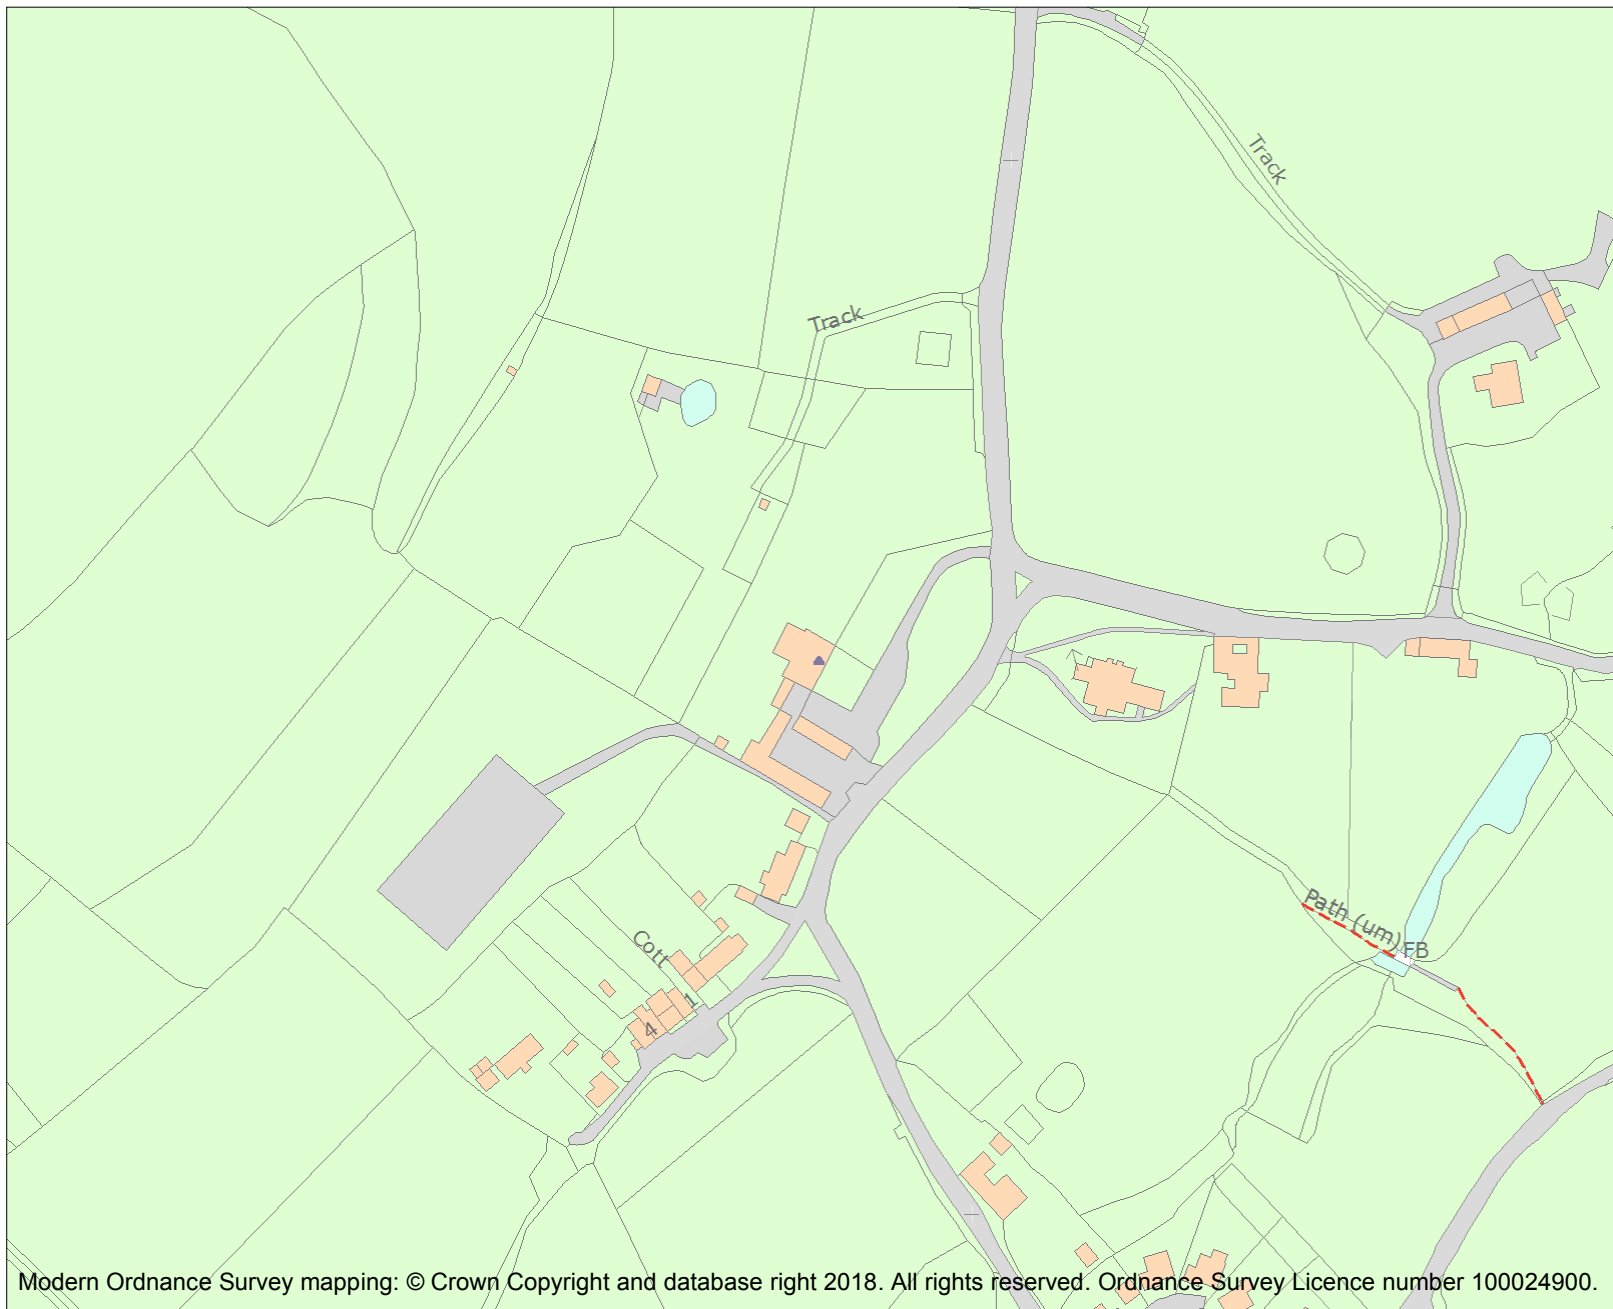 Track
Track
Path (um)
FB
Cott
1
4
Modern Ordnance Survey mapping: © Crown Copyright and database right 2018. All rights reserved. Ordnance Survey Licence number 100024900.